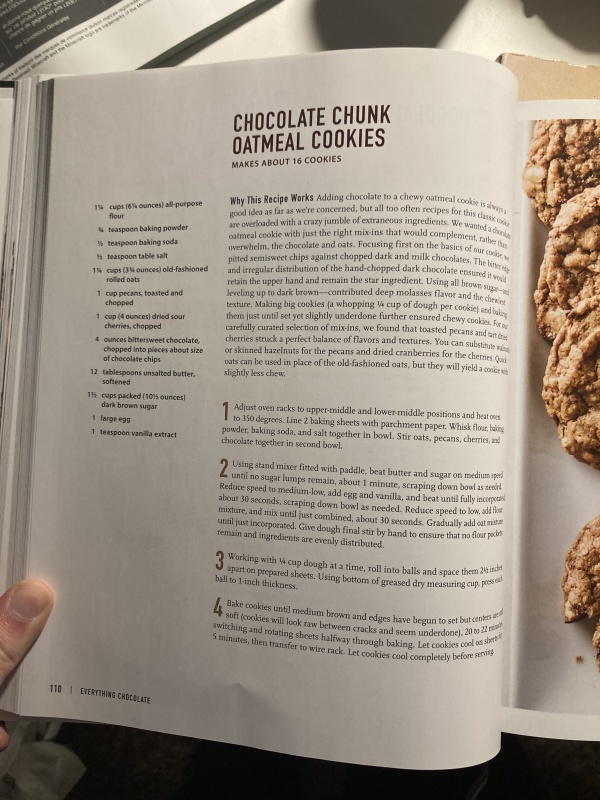 Voir Conditions Générales
CHOCOLATE CHUNK
OATMEAL COOKIES
MAKES ABOUT 16 COOKIES
1¼ cups (6¼ ounces) all-purpose
flour
¾ teaspoon baking powder
½ teaspoon baking soda
½ teaspoon table salt
1¼ cups (3¾ ounces) old-fashioned
rolled oats
1 cup pecans, toasted and
chopped
1 cup (4 ounces) dried sour
cherries, chopped
4 ounces bittersweet chocolate,
chopped into pieces about size
of chocolate chips
12 tablespoons unsalted butter,
softened
1½ cups packed (10½ ounces)
dark brown sugar
1 large egg
1 teaspoon vanilla extract
Why This Recipe Works Adding chocolate to a chewy oatmeal cookie is always a
good idea as far as we're concerned, but all too often recipes for this classic cookie
are overloaded with a crazy jumble of extraneous ingredients. We wanted a chocolate
oatmeal cookie with just the right mix-ins that would complement, rather than
overwhelm, the chocolate and oats. Focusing first on the basics of our cookie, we
pitted semisweet chips against chopped dark and milk chocolates. The bitter edge
and irregular distribution of the hand-chopped dark chocolate ensured it would
retain the upper hand and remain the star ingredient. Using all brown sugar—and
leveling up to dark brown—contributed deep molasses flavor and the chewiest
texture. Making big cookies (a whopping ¼ cup of dough per cookie) and baking
them just until set yet slightly underdone further ensured chewy cookies. For our
carefully curated selection of mix-ins, we found that toasted pecans and tart dried
cherries struck a perfect balance of flavors and textures. You can substitute walnuts
or skinned hazelnuts for the pecans and dried cranberries for the cherries. Quick
oats can be used in place of the old-fashioned oats, but they will yield a cookie with
slightly less chew.
1 Adjust oven racks to upper-middle and lower-middle positions and heat oven
to 350 degrees. Line 2 baking sheets with parchment paper. Whisk flour, baking
powder, baking soda, and salt together in bowl. Stir oats, pecans, cherries, and
chocolate together in second bowl.
2 Using stand mixer fitted with paddle, beat butter and sugar on medium speed
until no sugar lumps remain, about 1 minute, scraping down bowl as needed.
Reduce speed to medium-low, add egg and vanilla, and beat until fully incorporated,
about 30 seconds, scraping down bowl as needed. Reduce speed to low, add flour
mixture, and mix until just combined, about 30 seconds. Gradually add oat mixture
until just incorporated. Give dough final stir by hand to ensure that no flour pockets
remain and ingredients are evenly distributed.
3 Working with ¼ cup dough at a time, roll into balls and space them 2½ inches
apart on prepared sheets. Using bottom of greased dry measuring cup, press each
ball to 1-inch thickness.
4 Bake cookies until medium brown and edges have begun to set but centers are still
soft (cookies will look raw between cracks and seem underdone), 20 to 22 minutes,
switching and rotating sheets halfway through baking. Let cookies cool on sheets for
5 minutes, then transfer to wire rack. Let cookies cool completely before serving.
110 | EVERYTHING CHOCOLATE